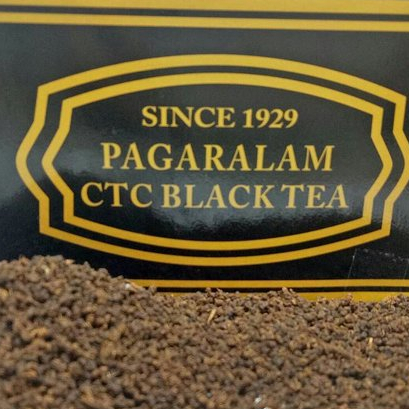 SINCE 1929
PAGARALAM
CTC BLACK TEA